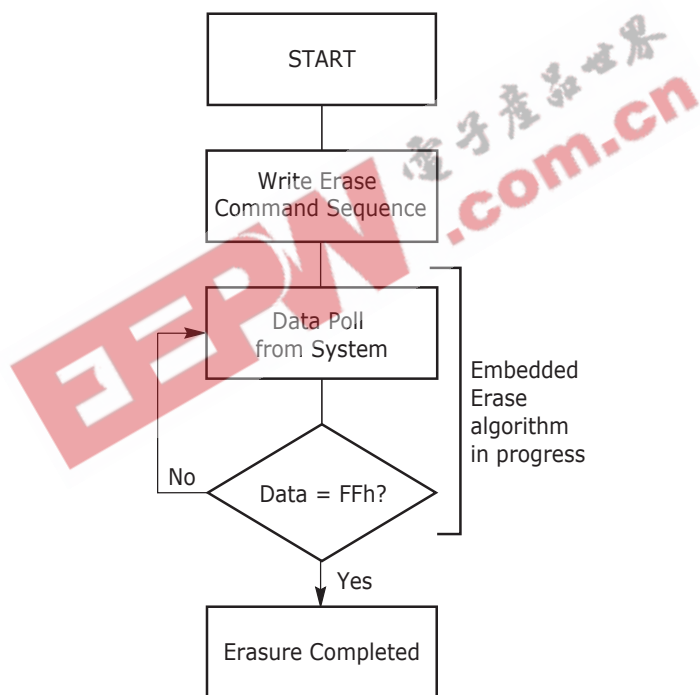 START
电子产品世界
.com.cn
Write Erase
Command Sequence
EEPW
Data Poll
from System
Embedded
Erase
algorithm
in progress
No
Data = FFh?
Yes
Erasure Completed